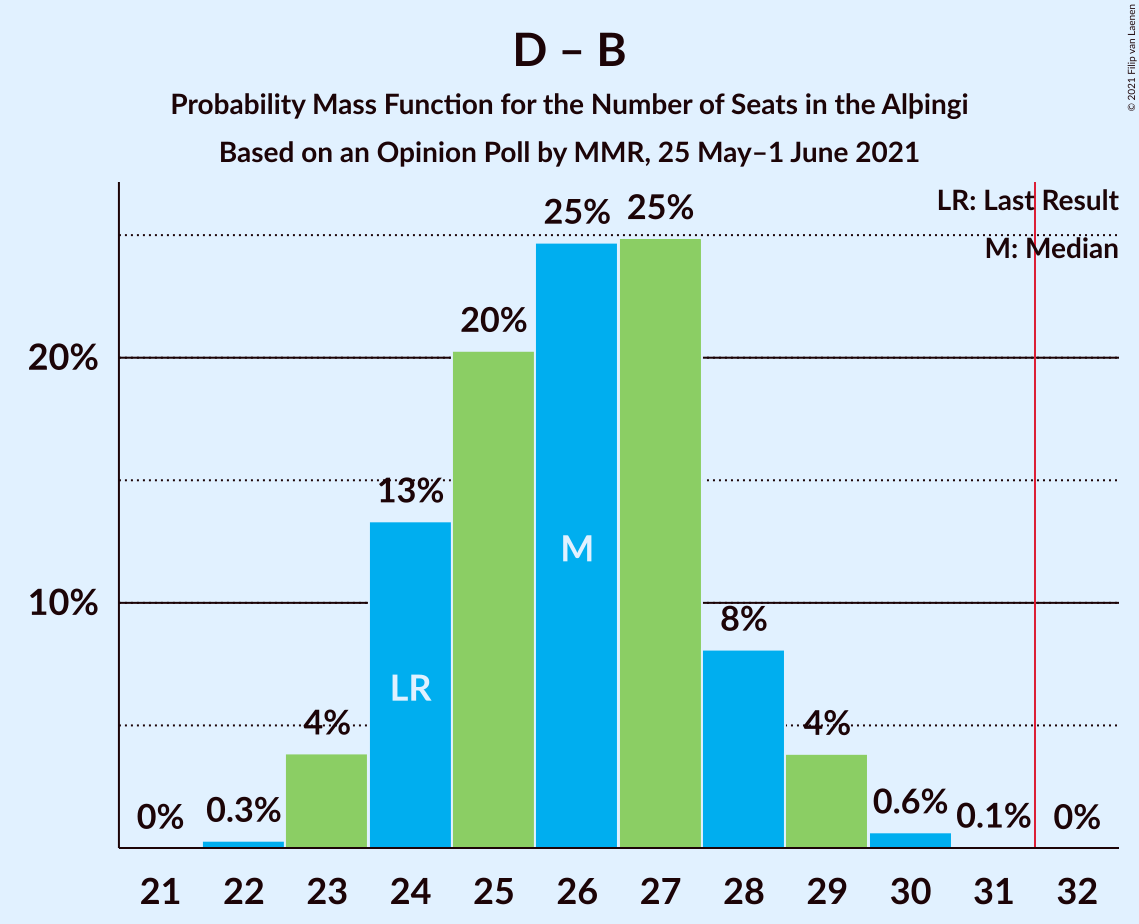 © 2021 Filip van Laenen
D – B
Probability Mass Function for the Number of Seats in the Alþingi
Based on an Opinion Poll by MMR, 25 May–1 June 2021
LR: Last Result
M: Median
20%
10%
0%
0.3%
4%
13%
20%
25%
25%
8%
4%
0.6%
0.1%
0%
LR
M
21 22 23 24 25 26 27 28 29 30 31 32